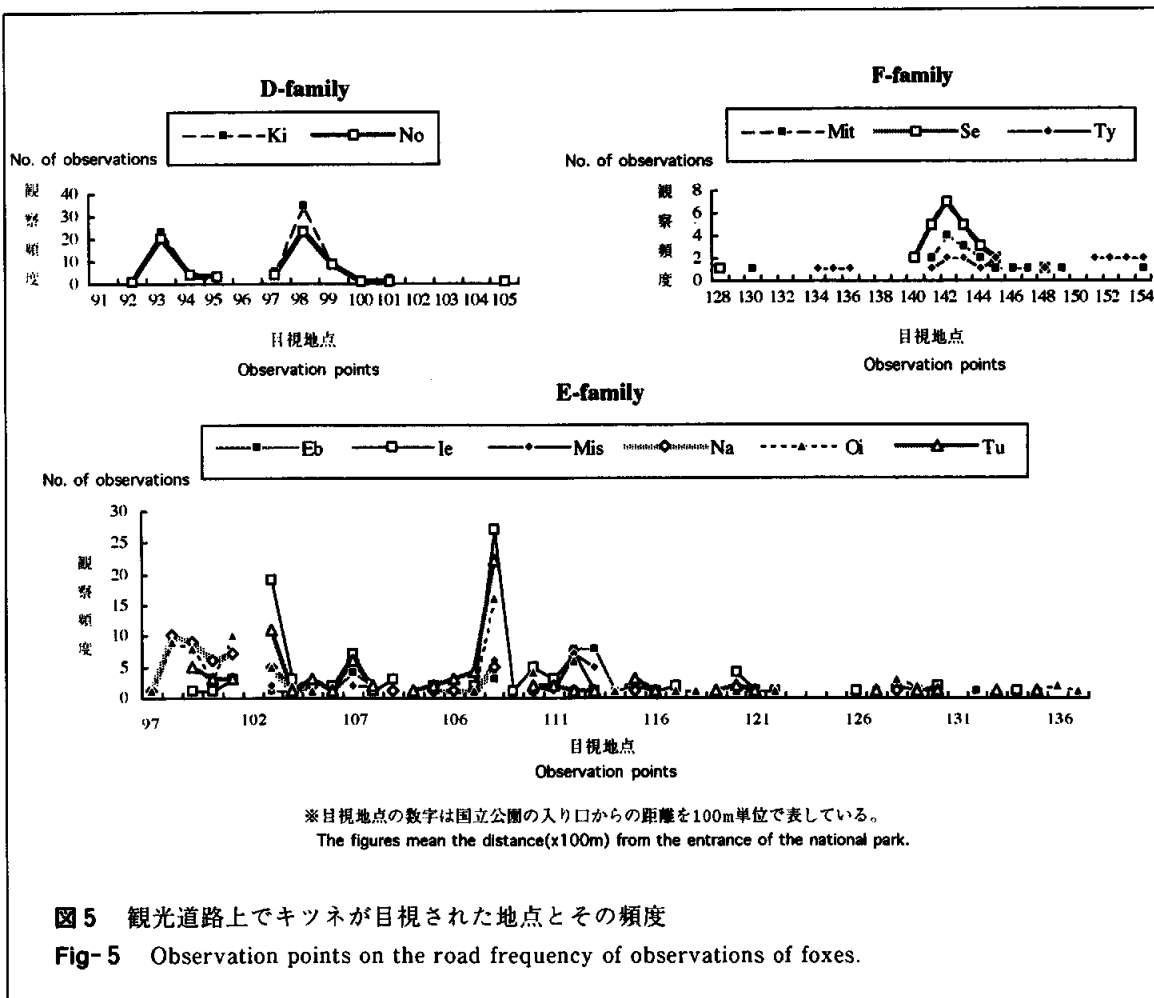 D-family
Ki No
No. of observations
観察頻度
40
30
20
10
0
91 92 93 94 95 96 97 98 99 100 101 102 103 104 105
目視地点
Observation points
F-family
Mit Se Ty
No. of observations
観察頻度
8
6
4
2
0
128 130 132 134 136 138 140 142 144 146 148 150 152 154
目視地点
Observation points
E-family
Eb Ie Mis Na Oi Tu
No. of observations
観察頻度
30
25
20
15
10
5
0
97 102 107 106 111 116 121 126 131 136
目視地点
Observation points
※目視地点の数字は国立公園の入り口からの距離を100m単位で表している。
The figures mean the distance(x100m) from the entrance of the national park.
図5 観光道路上でキツネが目視された地点とその頻度
Fig-5 Observation points on the road frequency of observations of foxes.